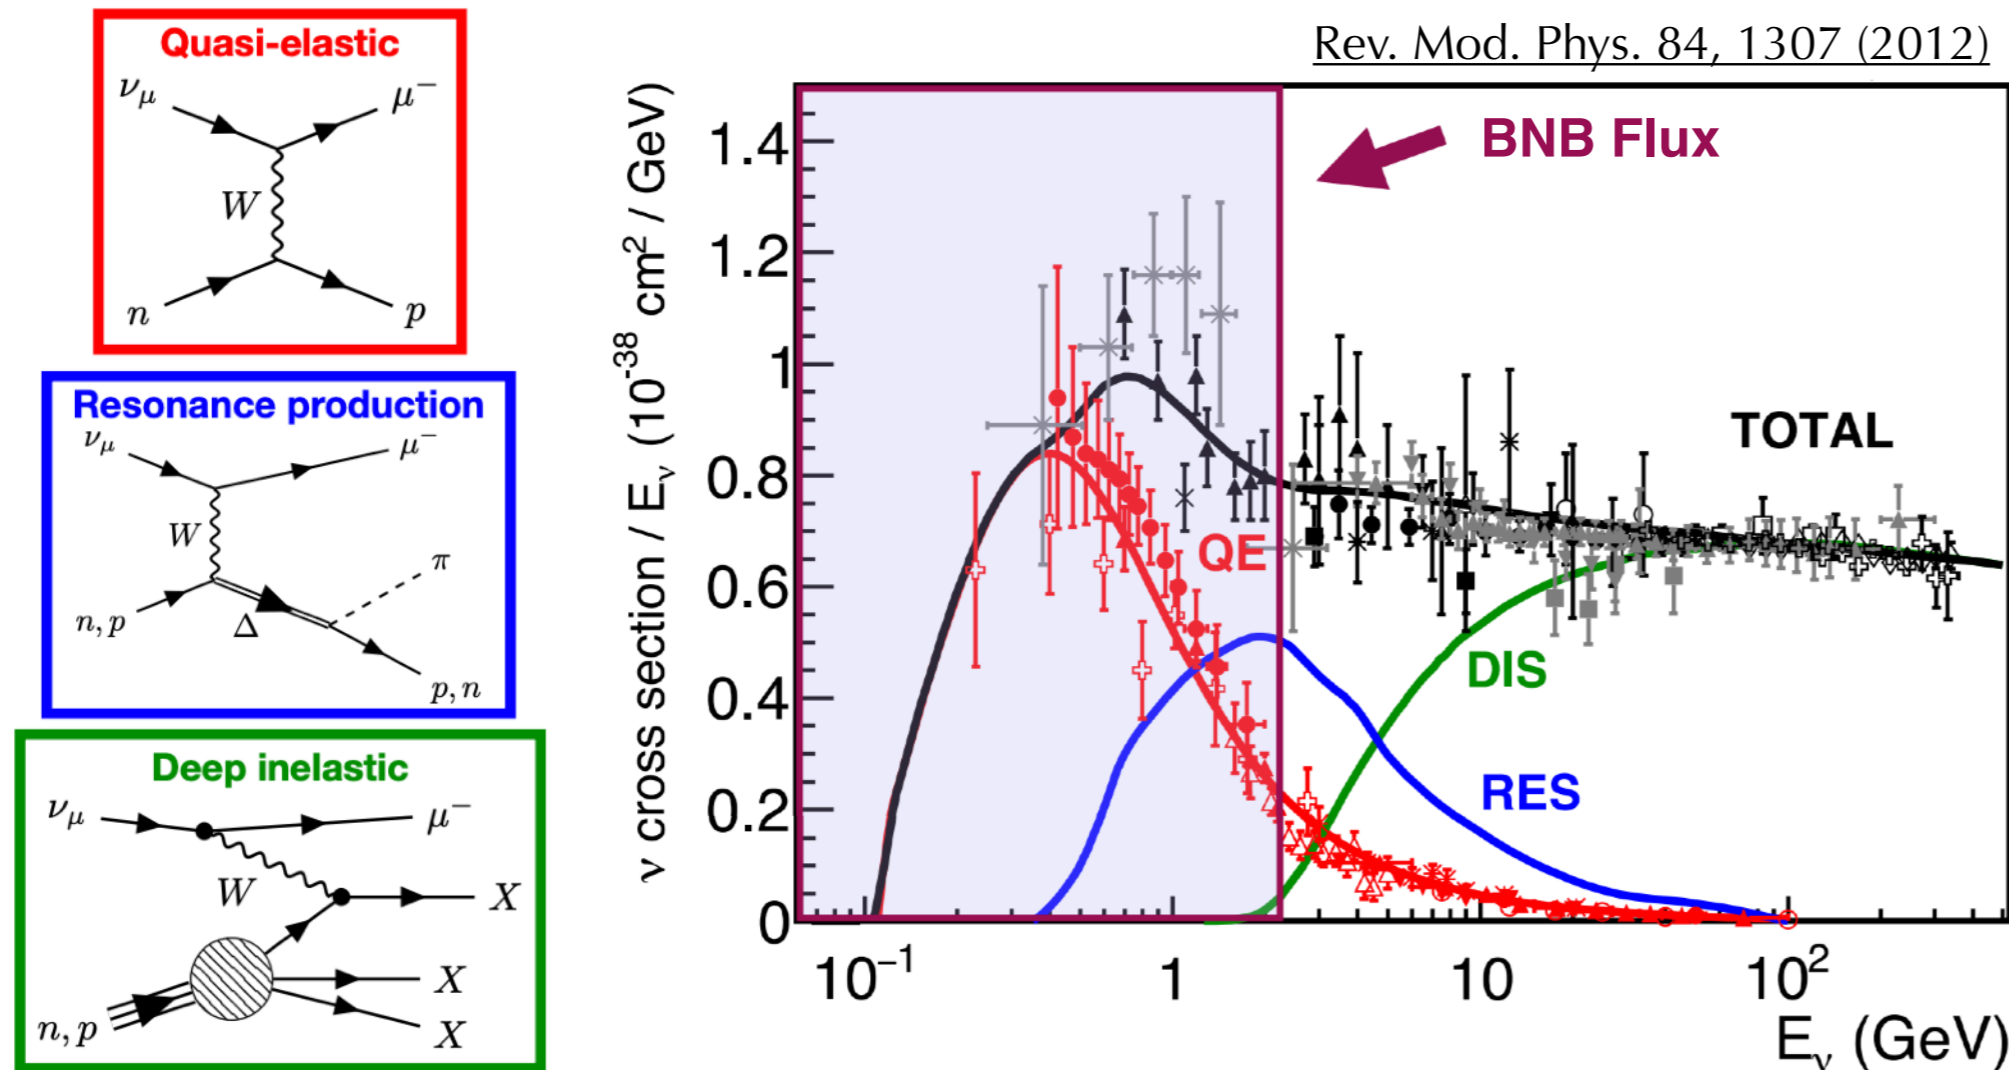 Quasi-elastic
ν_μ
μ⁻
W
n
p
Resonance production
ν_μ
μ⁻
W
π
n, p
Δ
p, n
Deep inelastic
ν_μ
μ⁻
W
X
X
n, p
X
Rev. Mod. Phys. 84, 1307 (2012)
BNB Flux
ν cross section / E_ν (10⁻³⁸ cm² / GeV)
1.4
1.2
1
0.8
0.6
0.4
0.2
0
TOTAL
QE
DIS
RES
10⁻¹
1
10
10²
E_ν (GeV)